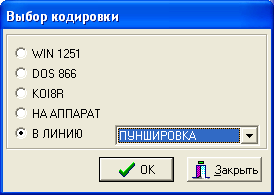 Выбор кодировки
WIN 1251
DOS 866
KOI8R
НА АППАРАТ
В ЛИНИЮ ПУНШИРОВКА
OK Закрыть